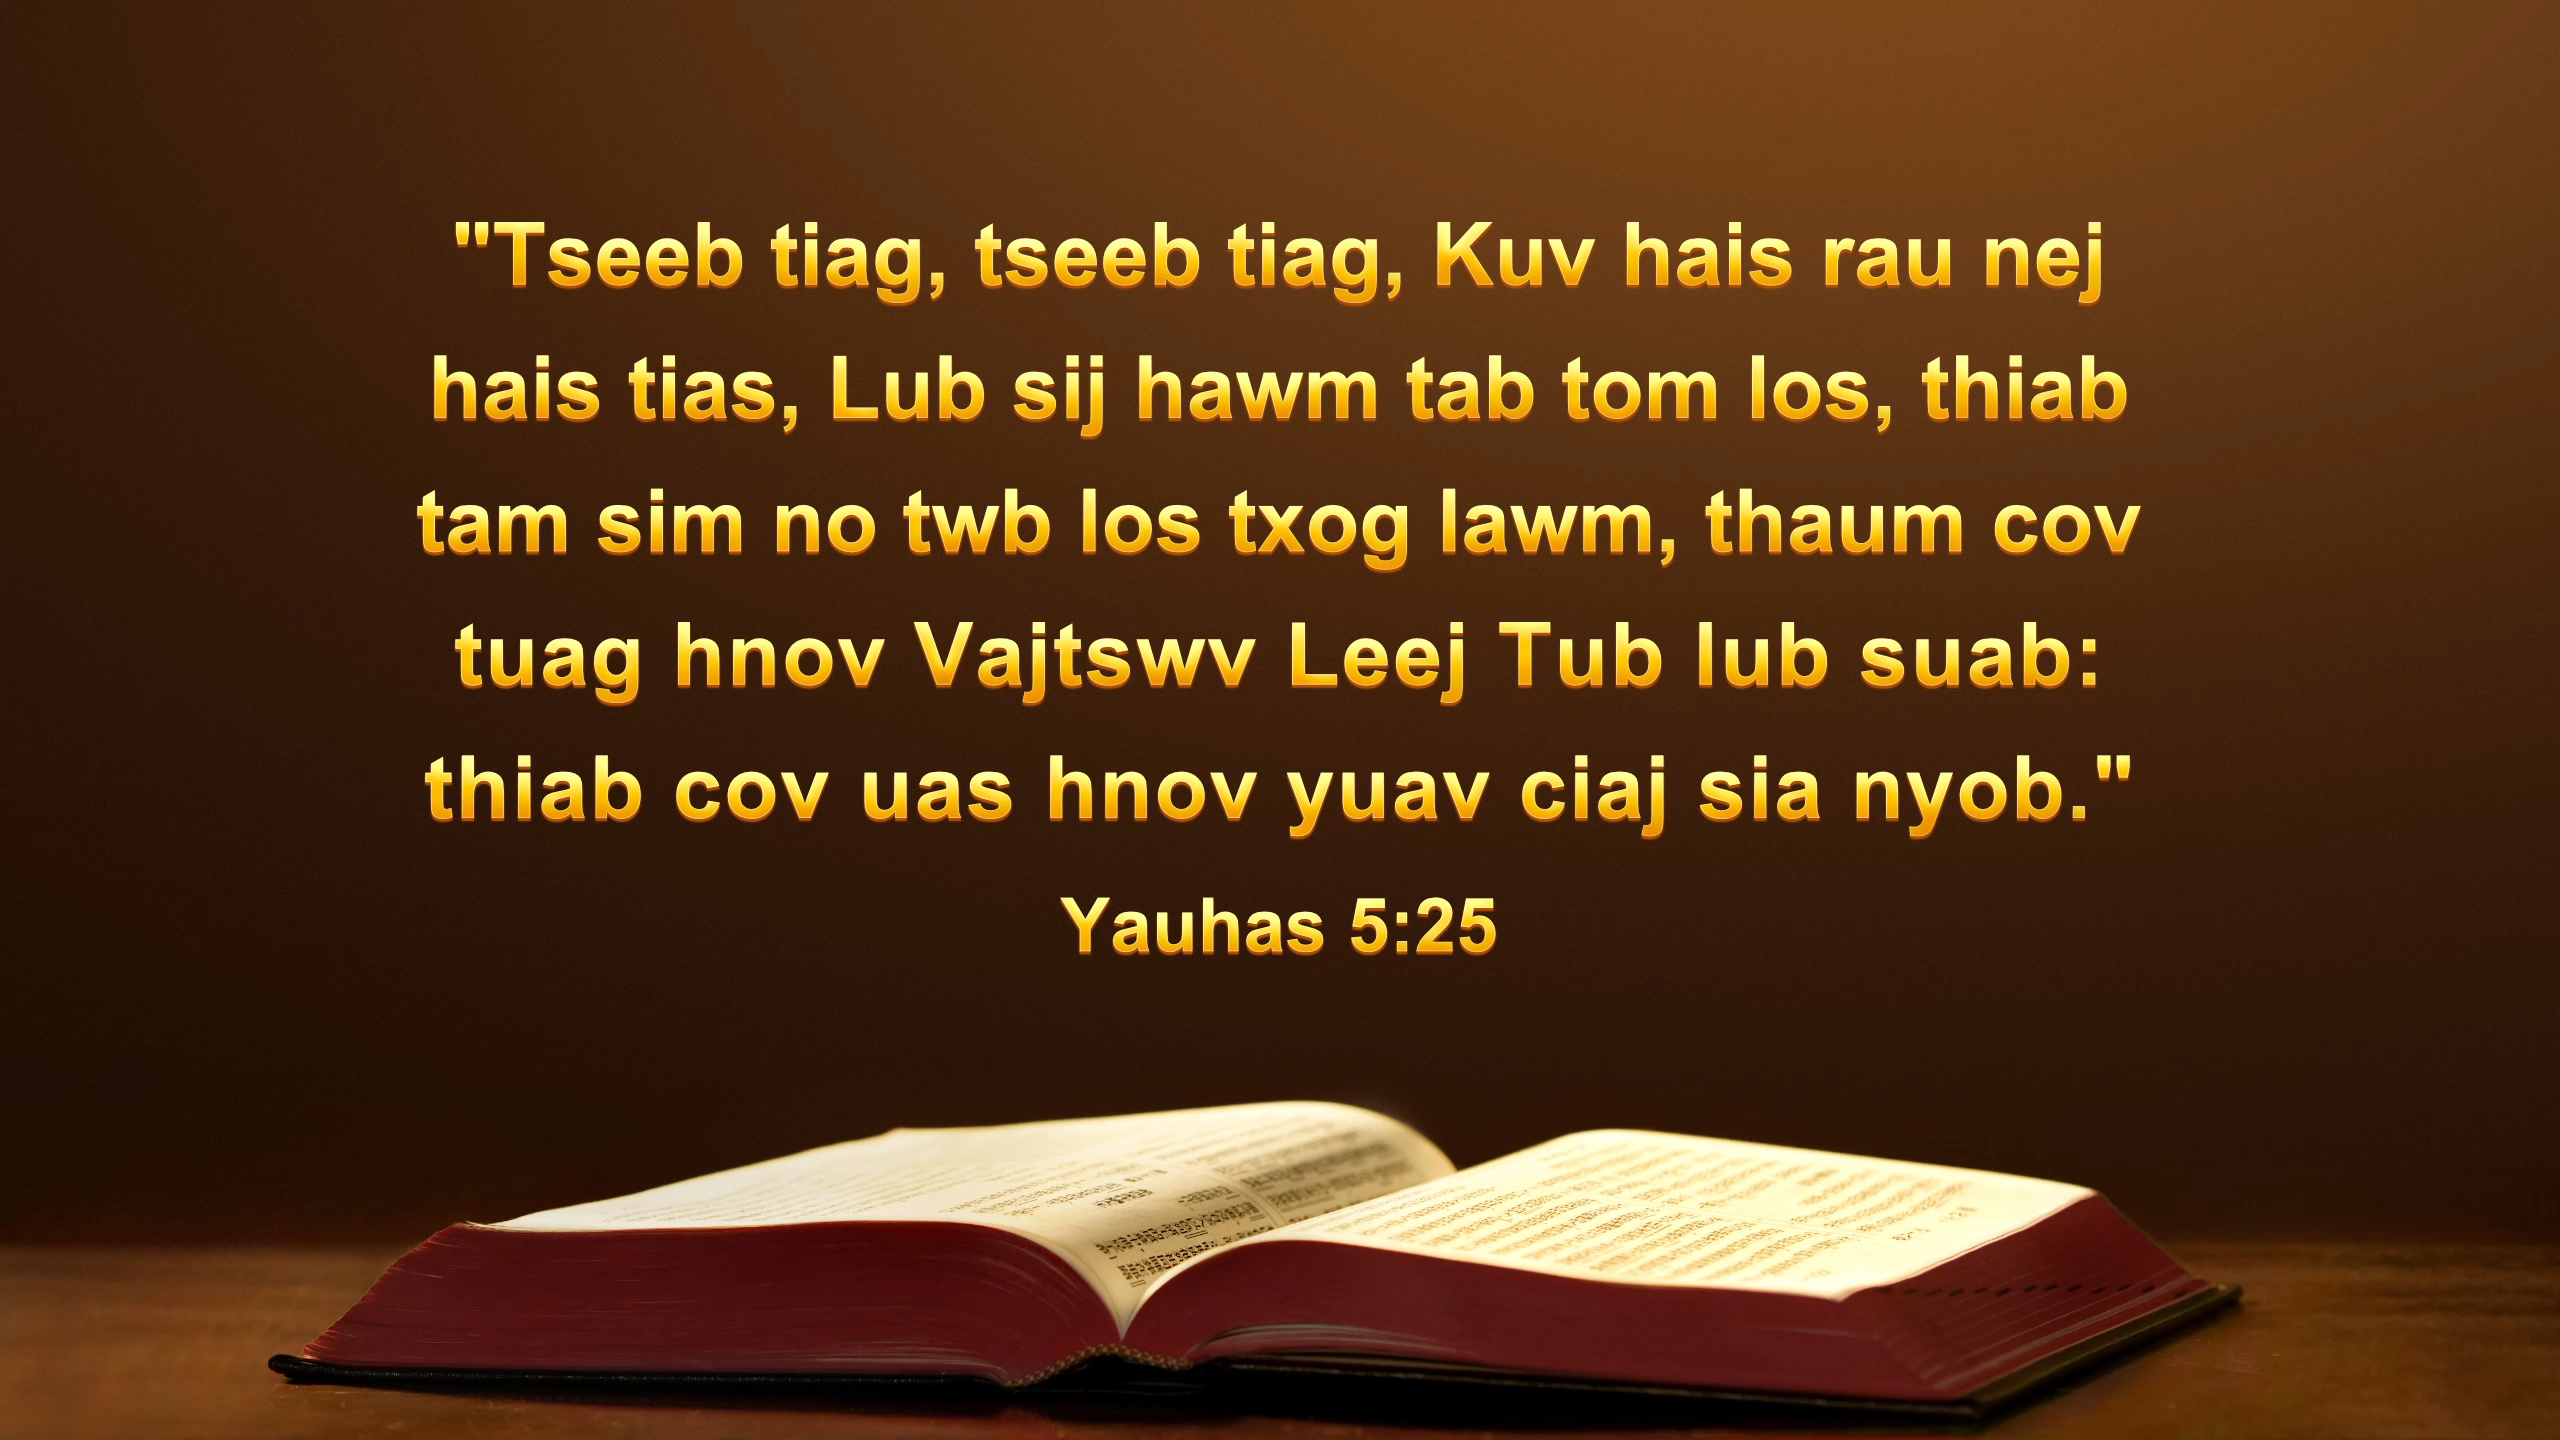 "Tseeb tiag, tseeb tiag, Kuv hais rau nej
hais tias, Lub sij hawm tab tom los, thiab
tam sim no twb los txog lawm, thaum cov
tuag hnov Vajtswv Leej Tub lub suab:
thiab cov uas hnov yuav ciaj sia nyob."
Yauhas 5:25